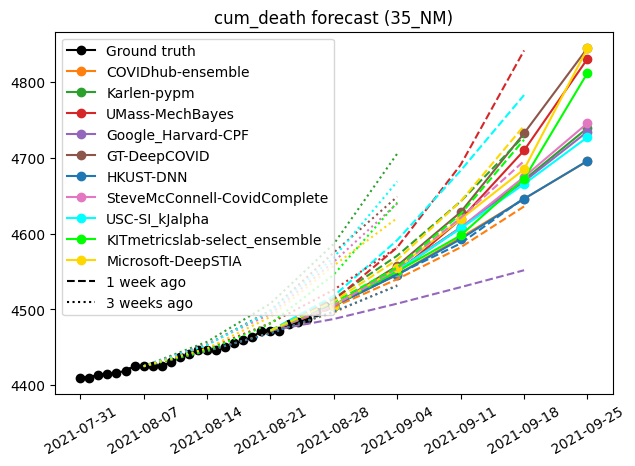 cum_death forecast (35_NM)
Ground truth
COVIDhub-ensemble
Karlen-pypm
UMass-MechBayes
Google_Harvard-CPF
GT-DeepCOVID
HKUST-DNN
SteveMcConnell-CovidComplete
USC-SI_kJalpha
KITmetricslab-select_ensemble
Microsoft-DeepSTIA
1 week ago
3 weeks ago
4800
4700
4600
4500
4400
2021-07-31
2021-08-07
2021-08-14
2021-08-21
2021-08-28
2021-09-04
2021-09-11
2021-09-18
2021-09-25